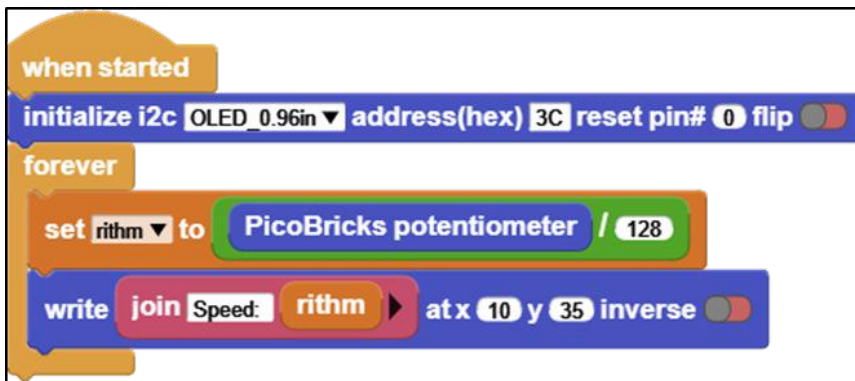 when started
initialize i2c OLED_0.96in address(hex) 3C reset pin# 0 flip
forever
set rithm to PicoBricks potentiometer / 128
write join Speed: rithm at x 10 y 35 inverse